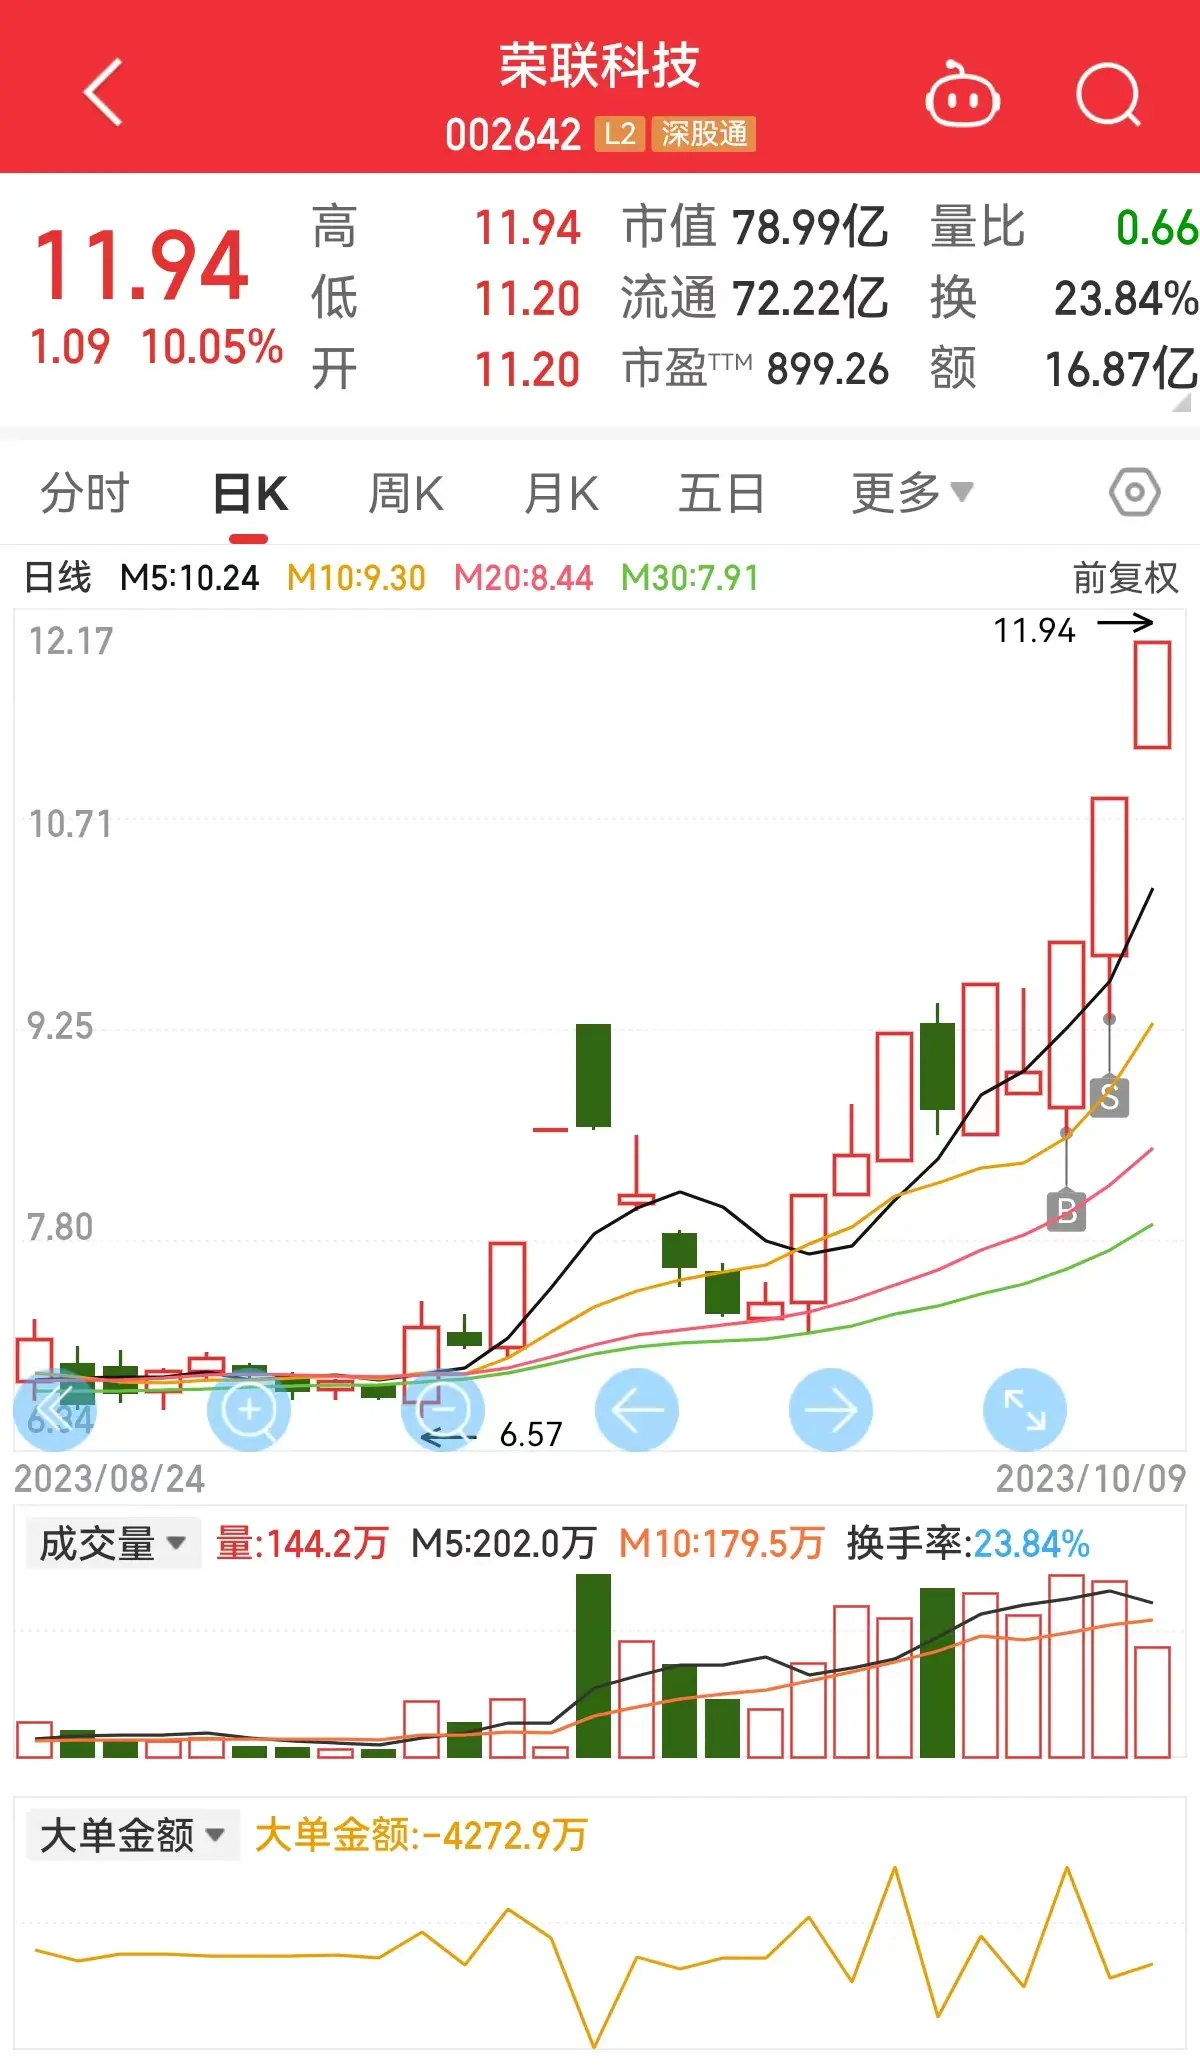 荣联科技
002642 L2 深股通
11.94 高 11.94 市值 78.99亿 量比 0.66
1.09 10.05% 低 11.20 流通 72.22亿 换 23.84%
开 11.20 市盈TTM 899.26 额 16.87亿
分时 日K 周K 月K 五日 更多
日线 M5:10.24 M10:9.30 M20:8.44 M30:7.91 前复权
12.17
11.94
10.71
9.25
S
B
7.80
6.34
6.57
2023/08/24 2023/10/09
成交量 量:144.2万 M5:202.0万 M10:179.5万 换手率:23.84%
大单金额 大单金额:-4272.9万